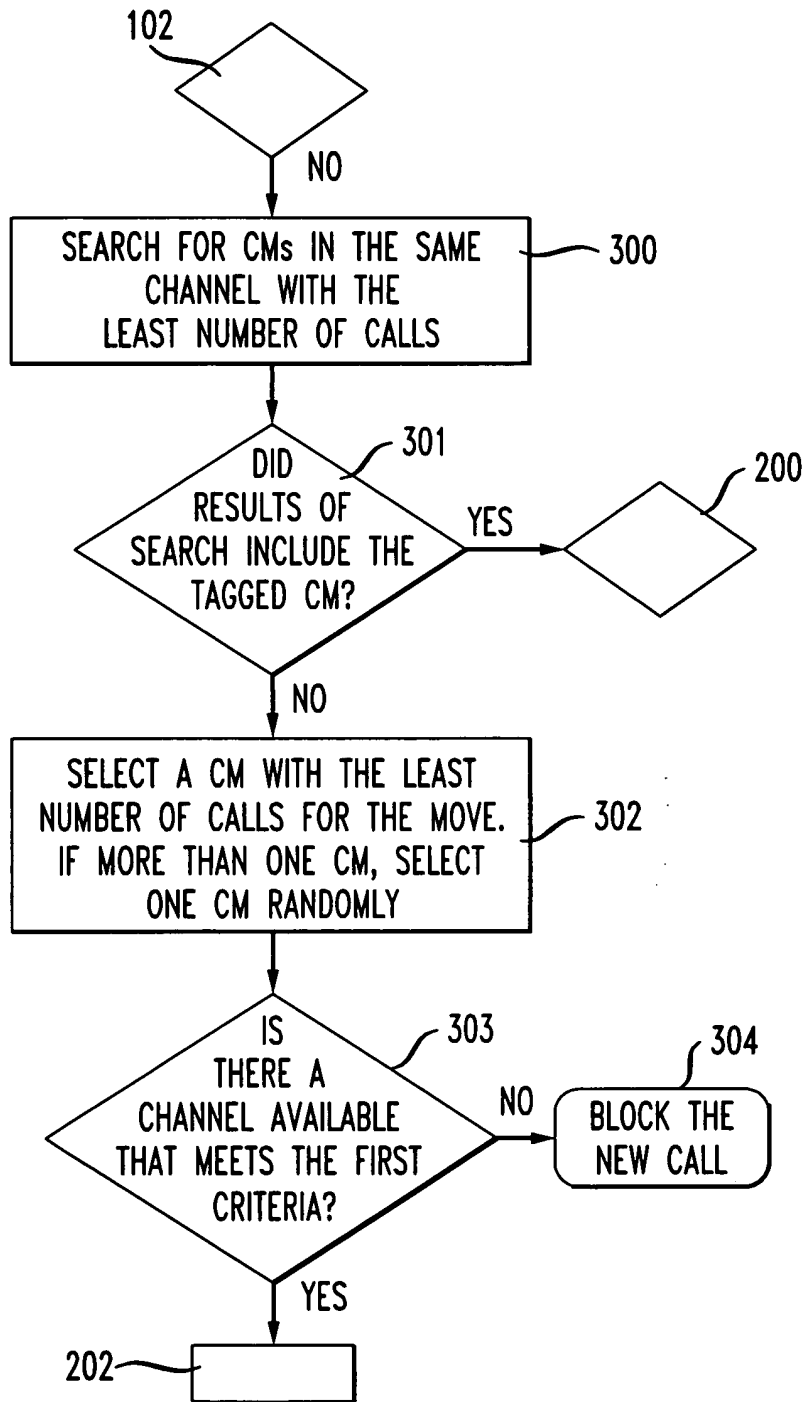 102
NO
SEARCH FOR CMs IN THE SAME
CHANNEL WITH THE
LEAST NUMBER OF CALLS
300
DID
RESULTS OF
SEARCH INCLUDE THE
TAGGED CM?
301
YES
200
NO
SELECT A CM WITH THE LEAST
NUMBER OF CALLS FOR THE MOVE.
IF MORE THAN ONE CM, SELECT
ONE CM RANDOMLY
302
IS
THERE A
CHANNEL AVAILABLE
THAT MEETS THE FIRST
CRITERIA?
303
NO
304
BLOCK THE
NEW CALL
YES
202